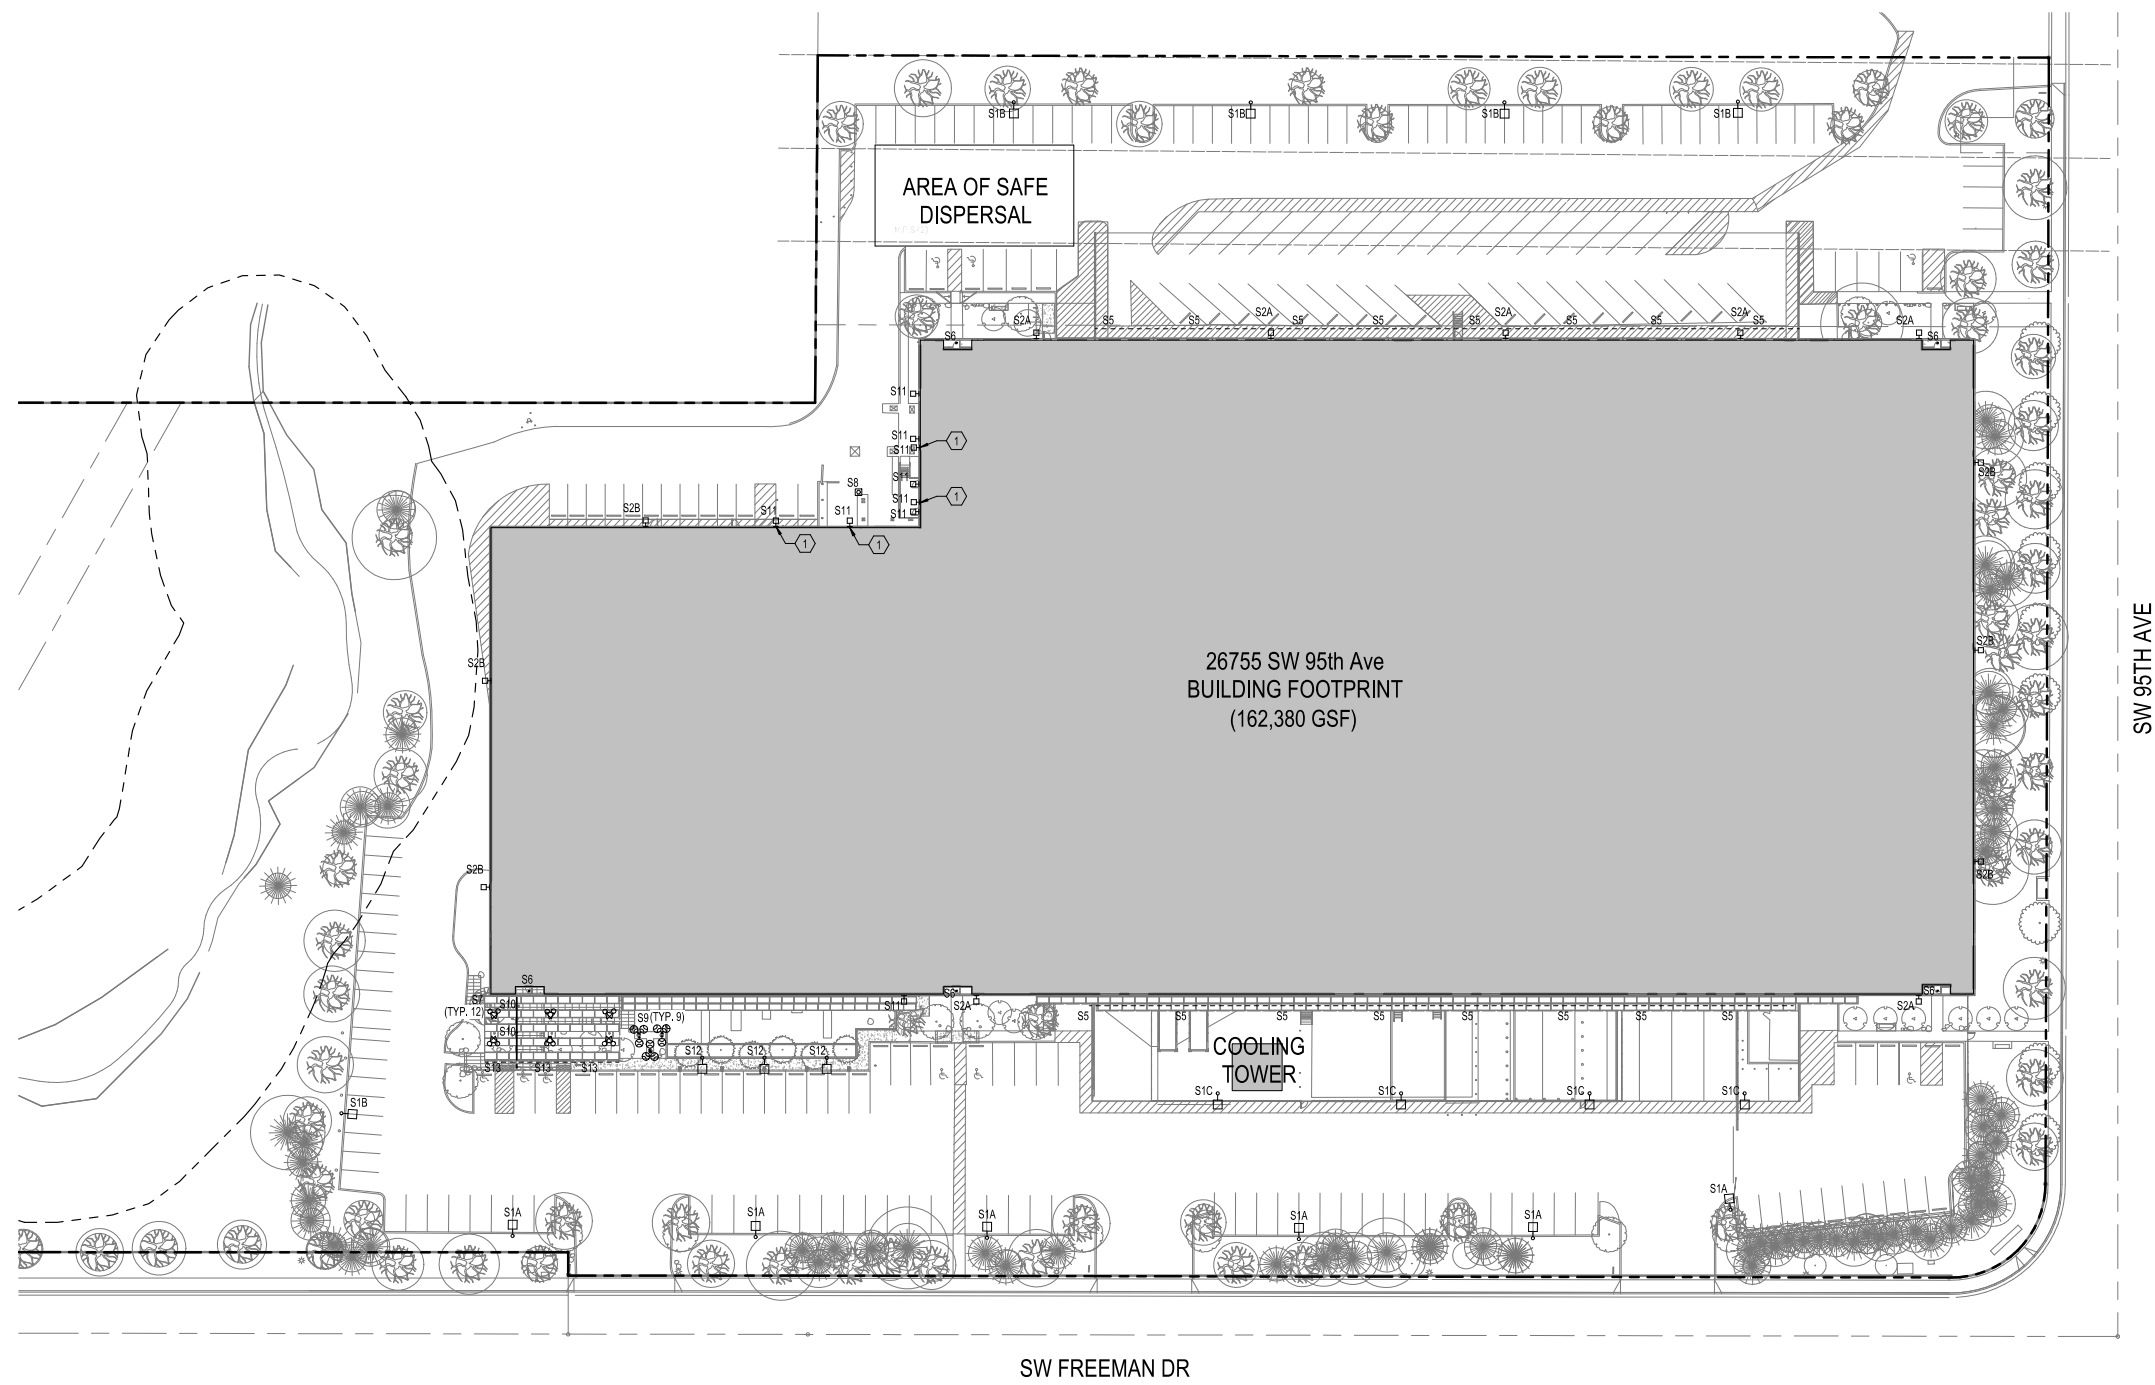 S1B S1B S1B S1B
AREA OF SAFE
DISPERSAL
S2A S5 S5 S2A S5 S5 S5 S2A S5 S5 S2A S5 S2A
S6 S6
S11
S11
S11
1
S11
S11
1
S11
S8
S2B S11 S11
1 1
S2B
S2B
S2B
S2B
S2B
26755 SW 95th Ave
BUILDING FOOTPRINT
(162,380 GSF)
SW 95TH AVE
S6 S6 S6
S7
(TYP. 12)
S10
S10
S9 (TYP. 9)
S11 S2A S2A
S5 S5 S5 S5 S5 S5 S5 S5
S12 S12 S12
S13 S13 S13
COOLING
TOWER
S1C S1C S1C S1C
S1B
S1A S1A S1A S1A S1A S1A
SW FREEMAN DR